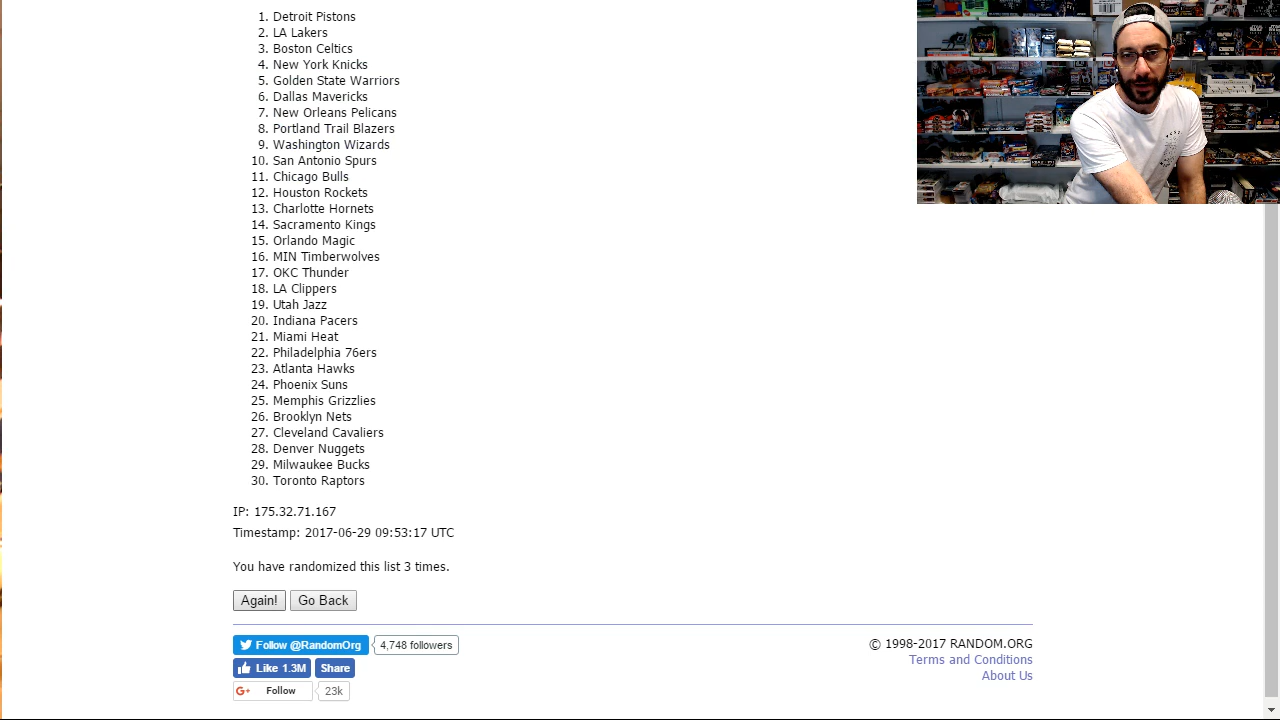 1. Detroit Pistons
2. LA Lakers
3. Boston Celtics
4. New York Knicks
5. Golden State Warriors
6. Dallas Mavericks
7. New Orleans Pelicans
8. Portland Trail Blazers
9. Washington Wizards
10. San Antonio Spurs
11. Chicago Bulls
12. Houston Rockets
13. Charlotte Hornets
14. Sacramento Kings
15. Orlando Magic
16. MIN Timberwolves
17. OKC Thunder
18. LA Clippers
19. Utah Jazz
20. Indiana Pacers
21. Miami Heat
22. Philadelphia 76ers
23. Atlanta Hawks
24. Phoenix Suns
25. Memphis Grizzlies
26. Brooklyn Nets
27. Cleveland Cavaliers
28. Denver Nuggets
29. Milwaukee Bucks
30. Toronto Raptors
IP: 175.32.71.167
Timestamp: 2017-06-29 09:53:17 UTC
You have randomized this list 3 times.
Again! Go Back
Follow @RandomOrg 4,748 followers
Like 1.3M Share
G+ Follow 23k
© 1998-2017 RANDOM.ORG
Terms and Conditions
About Us